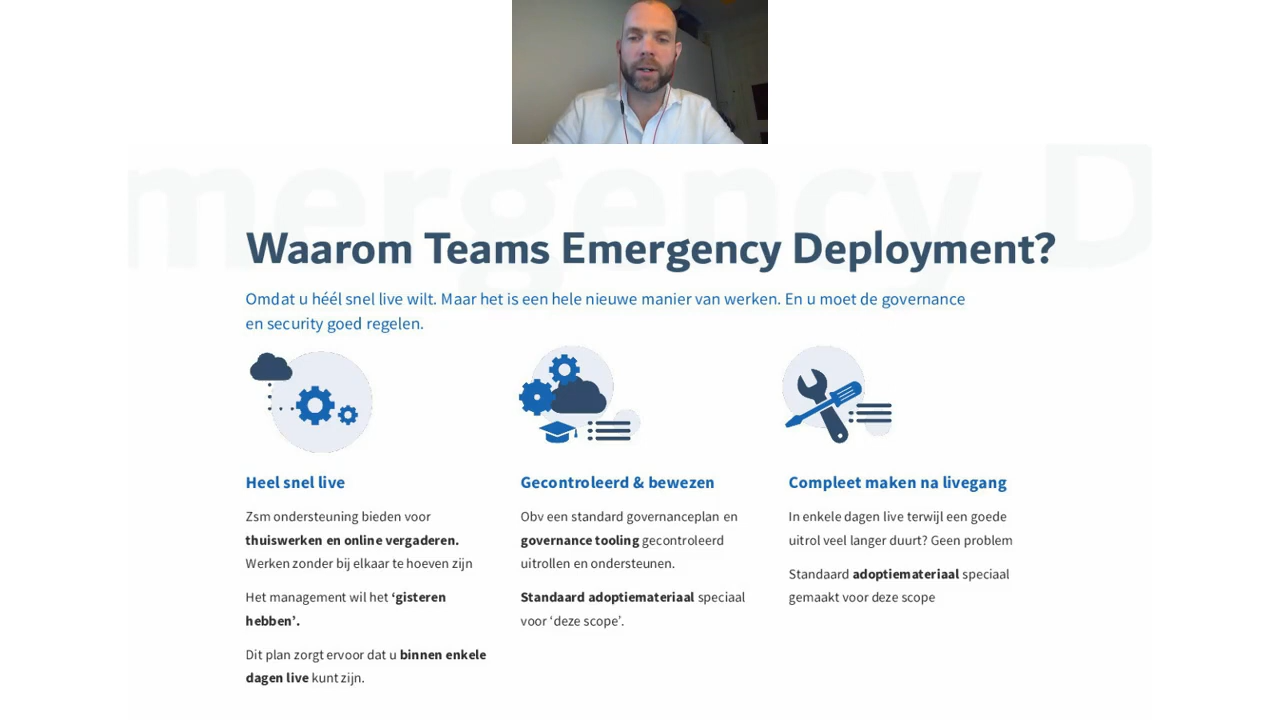 mergency D
Waarom Teams Emergency Deployment?
Omdat u héél snel live wilt. Maar het is een hele nieuwe manier van werken. En u moet de governance
en security goed regelen.
Heel snel live
Zsm ondersteuning bieden voor
thuiswerken en online vergaderen.
Werken zonder bij elkaar te hoeven zijn
Het management wil het ‘gisteren
hebben’.
Dit plan zorgt ervoor dat u binnen enkele
dagen live kunt zijn.
Gecontroleerd & bewezen
Obv een standard governanceplan en
governance tooling gecontroleerd
uitrollen en ondersteunen.
Standaard adoptiemateriaal speciaal
voor ‘deze scope’.
Compleet maken na livegang
In enkele dagen live terwijl een goede
uitrol veel langer duurt? Geen problem
Standaard adoptiemateriaal speciaal
gemaakt voor deze scope